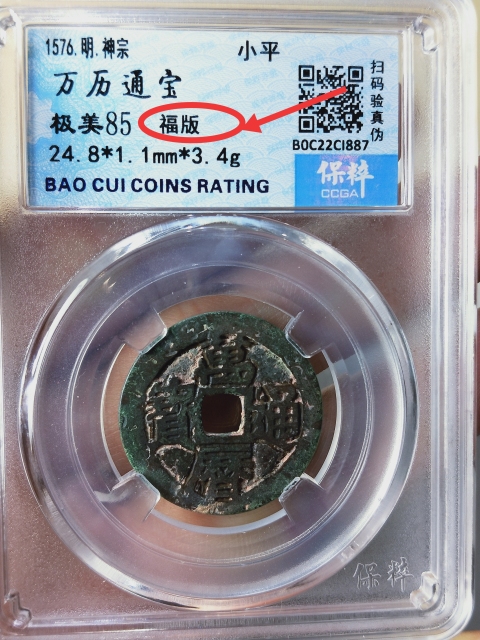 1576.明.神宗 小平
万历通宝
极美85 福版
24.8*1.1mm*3.4g
BAO CUI COINS RATING
扫码验真伪
B0C22CI887
保粹
CCGA
萬曆通寳
保粹